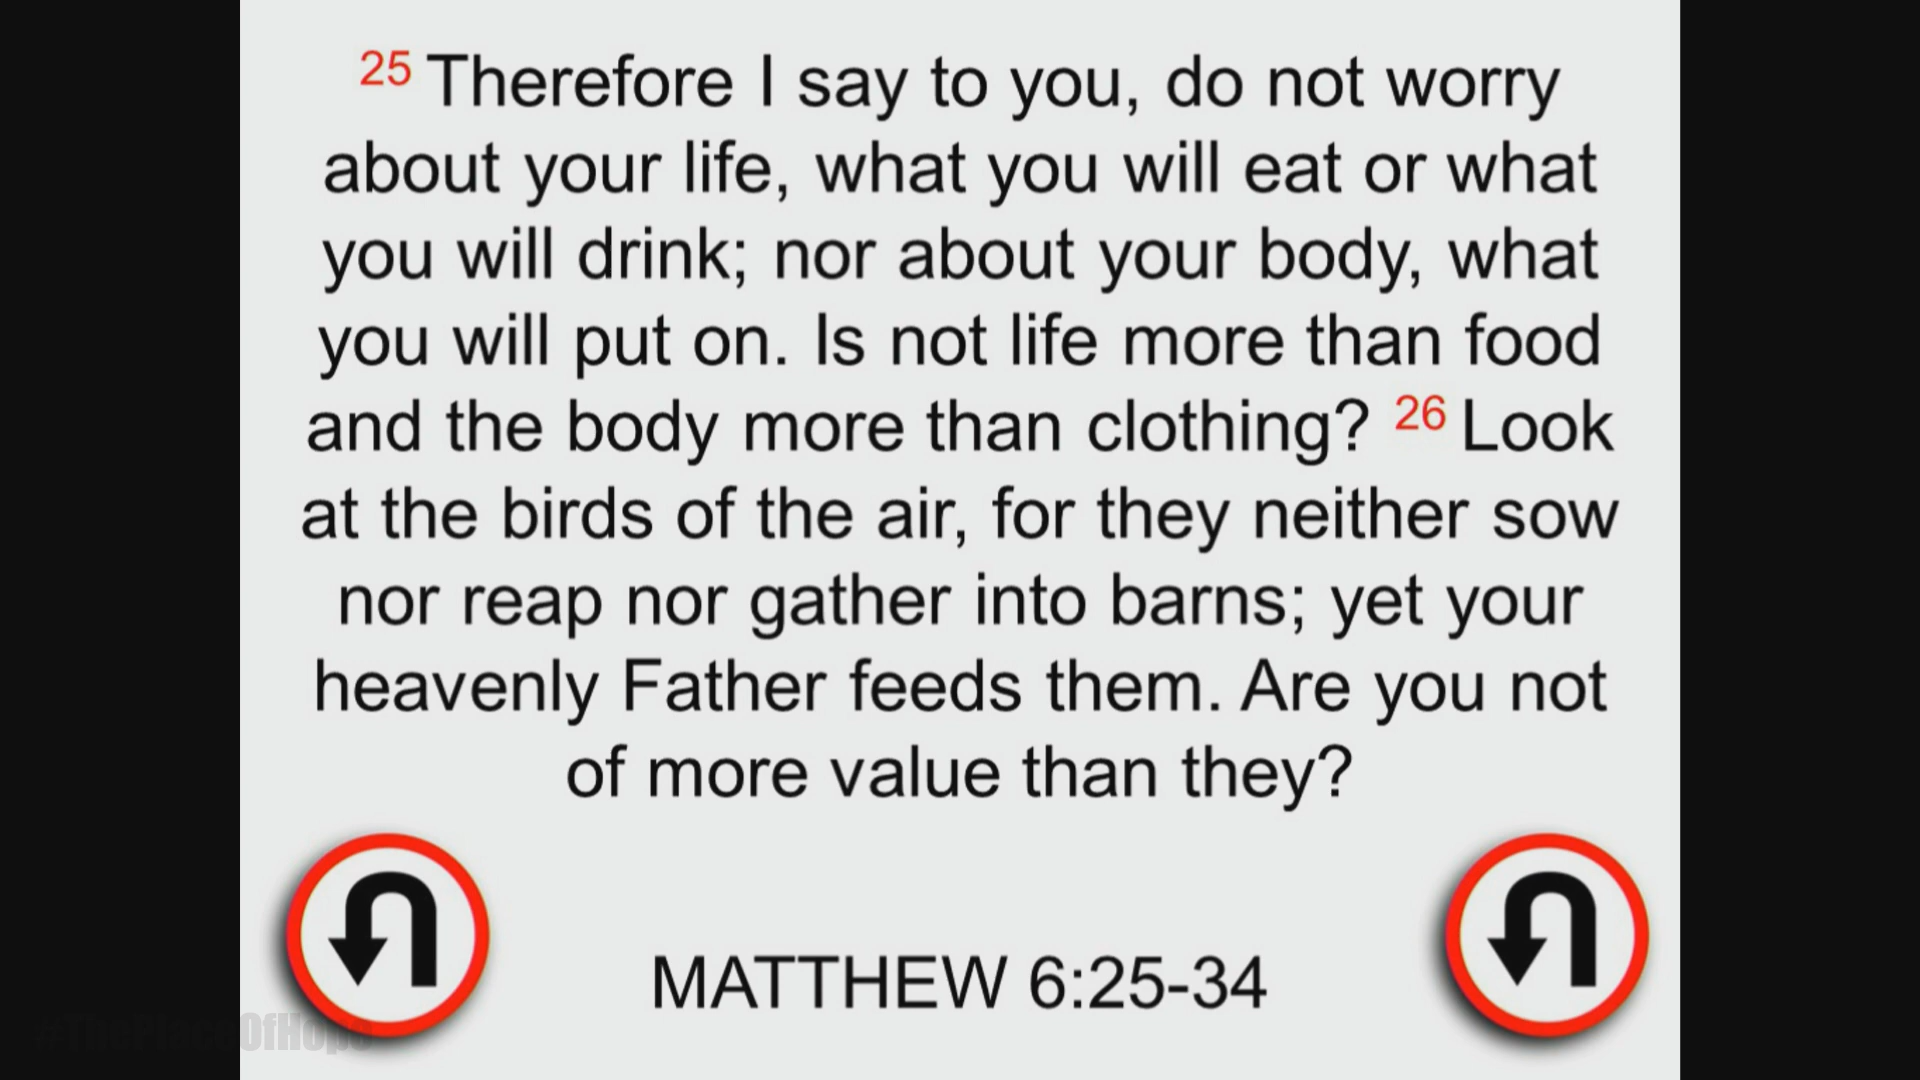 25 Therefore I say to you, do not worry
about your life, what you will eat or what
you will drink; nor about your body, what
you will put on. Is not life more than food
and the body more than clothing? 26 Look
at the birds of the air, for they neither sow
nor reap nor gather into barns; yet your
heavenly Father feeds them. Are you not
of more value than they?
MATTHEW 6:25-34
#ThePlaceOfHope